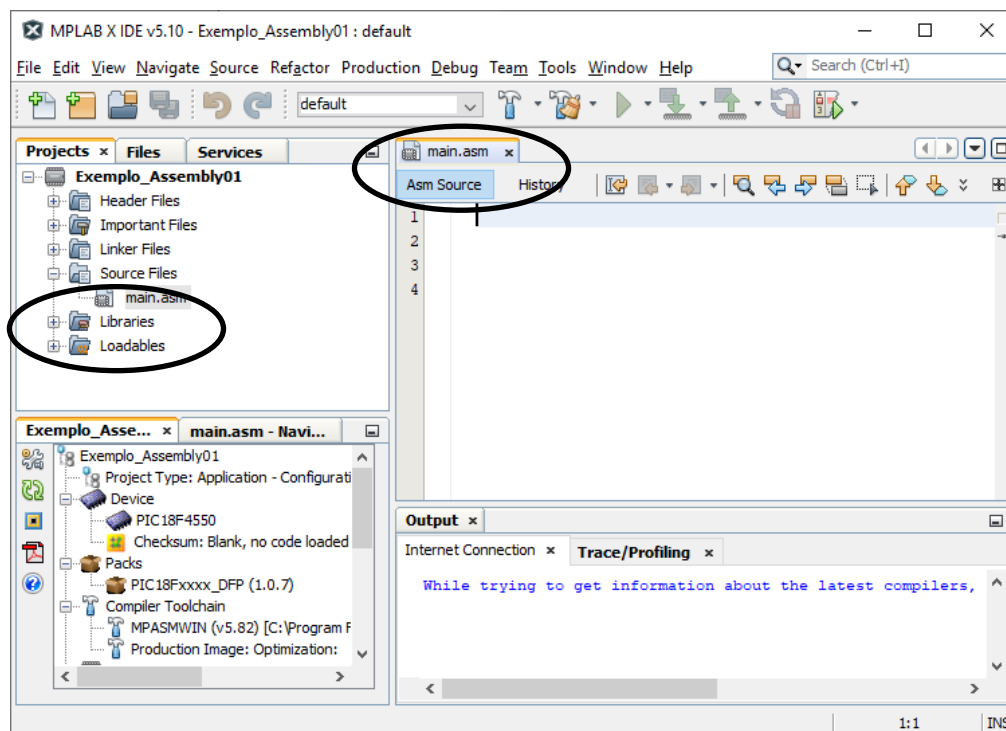 MPLAB X IDE v5.10 - Exemplo_Assembly01 : default
File Edit View Navigate Source Refactor Production Debug Team Tools Window Help
Search (Ctrl+I)
default
Projects × Files Services
Exemplo_Assembly01
Header Files
Important Files
Linker Files
Source Files
main.asm
Libraries
Loadables
main.asm ×
Asm Source History
1
2
3
4
Exemplo_Asse... × main.asm - Navi...
Exemplo_Assembly01
Project Type: Application - Configurati
Device
PIC18F4550
Checksum: Blank, no code loaded
Packs
PIC18Fxxxx_DFP (1.0.7)
Compiler Toolchain
MPASMWIN (v5.82) [C:\Program F
Production Image: Optimization:
Output ×
Internet Connection × Trace/Profiling ×
While trying to get information about the latest compilers,
1:1 INS